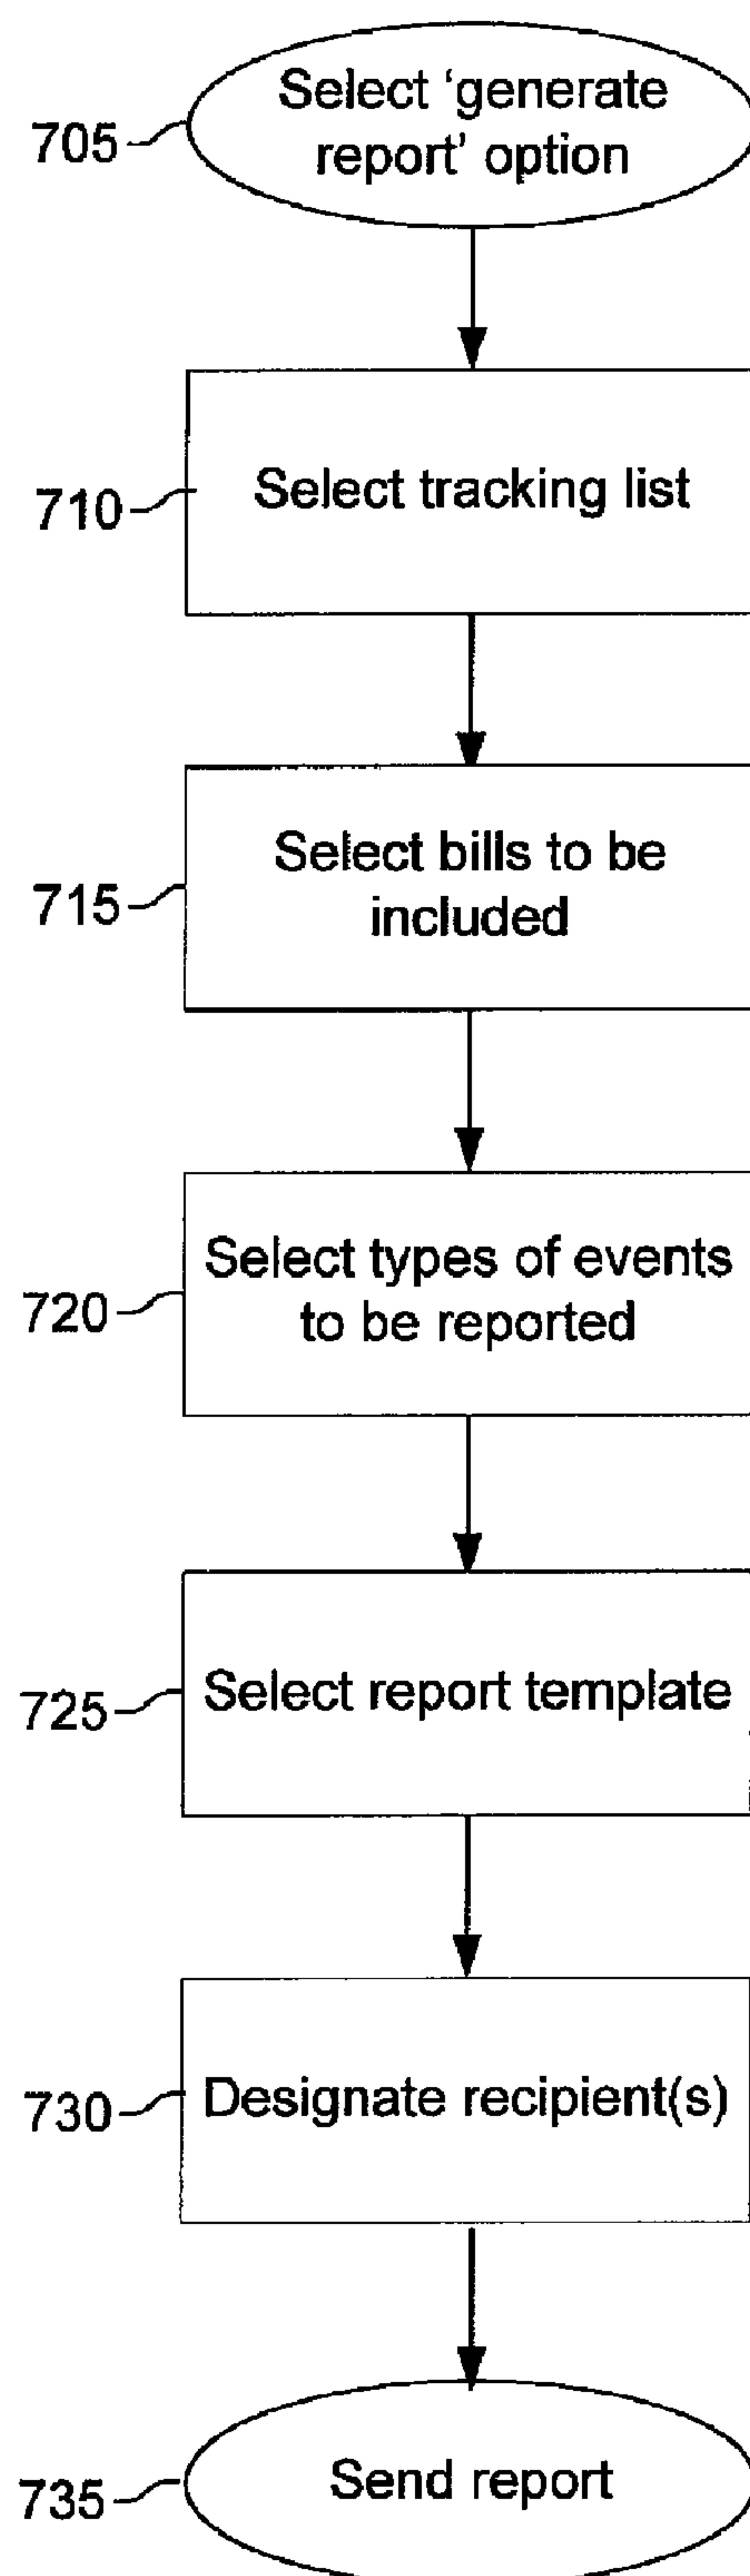 Select ‘generate
report’ option
705
Select tracking list
710
Select bills to be
included
715
Select types of events
to be reported
720
Select report template
725
Designate recipient(s)
730
Send report
735